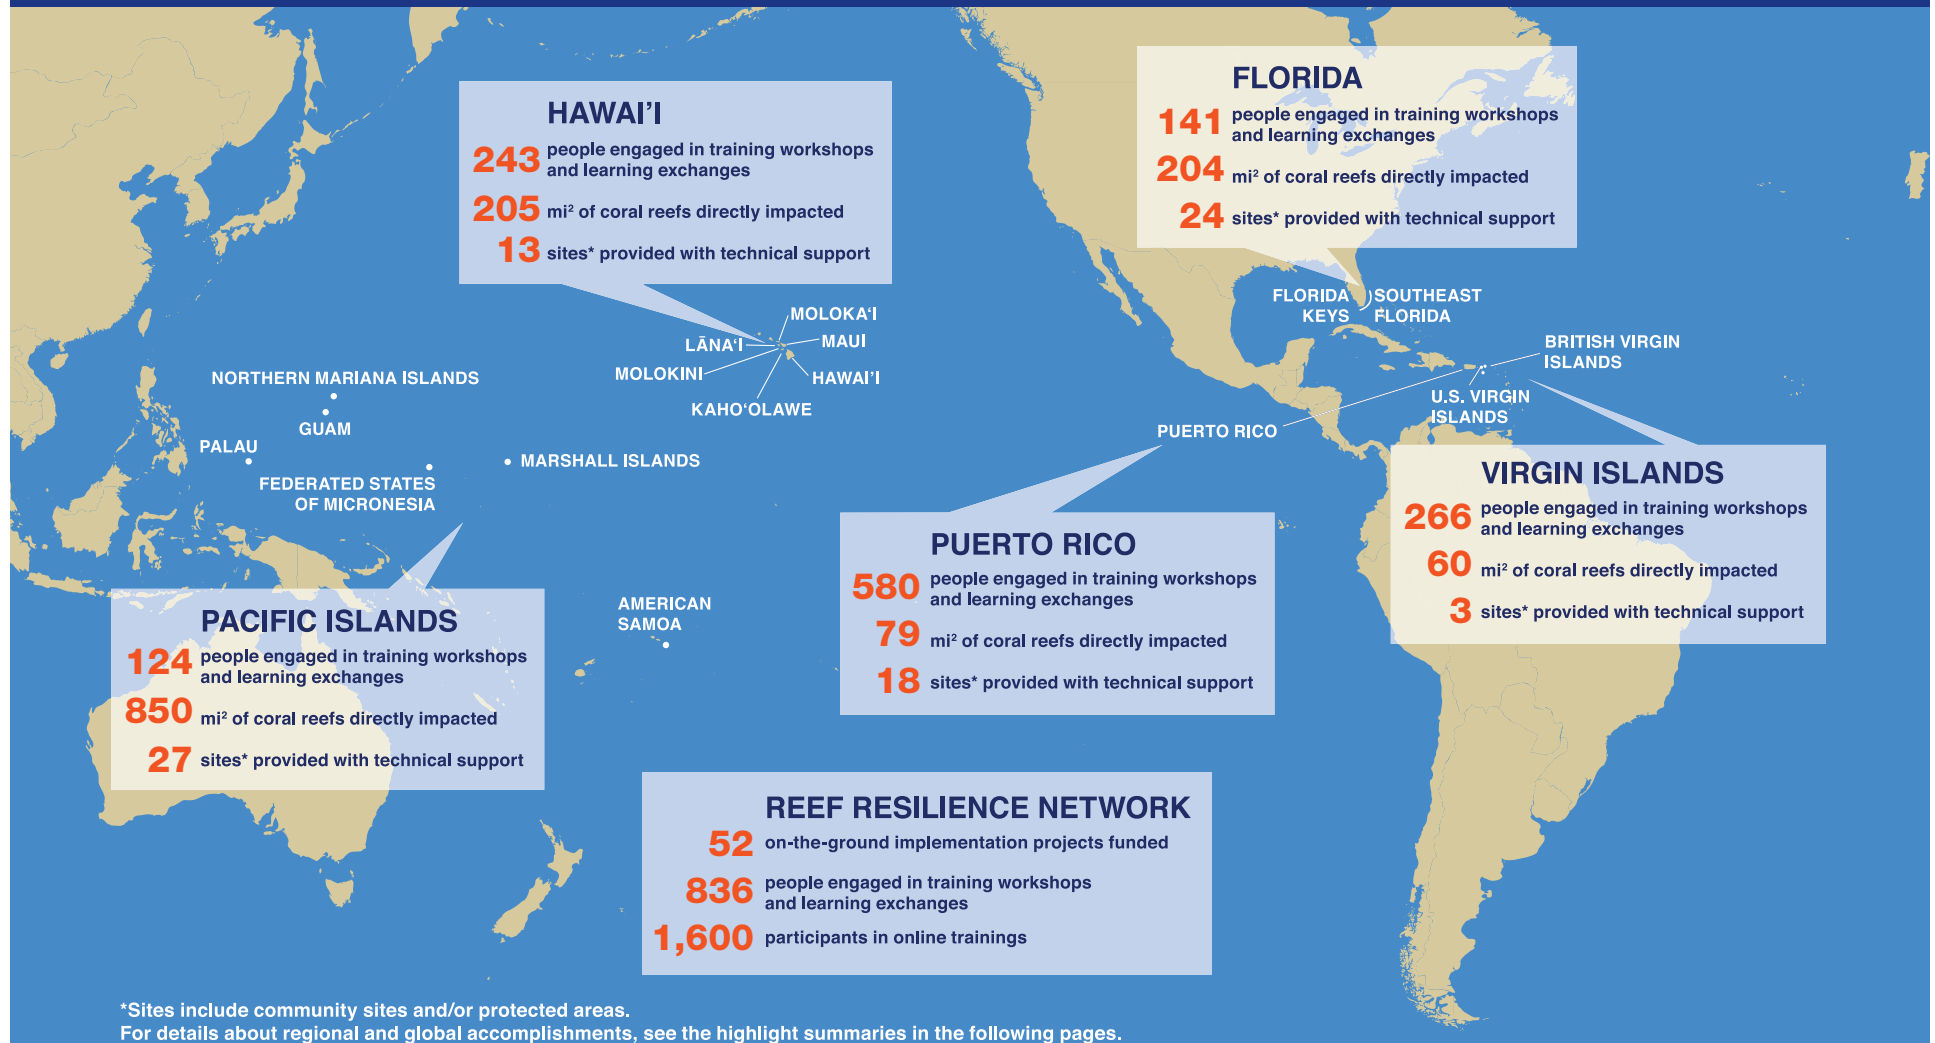 HAWAI'I
243 people engaged in training workshops
and learning exchanges
205 mi² of coral reefs directly impacted
13 sites* provided with technical support
FLORIDA
141 people engaged in training workshops
and learning exchanges
204 mi² of coral reefs directly impacted
24 sites* provided with technical support
MOLOKA‘I
LĀNA‘I
MAUI
MOLOKINI
HAWAI'I
KAHO‘OLAWE
FLORIDA
KEYS
SOUTHEAST
FLORIDA
BRITISH VIRGIN
ISLANDS
U.S. VIRGIN
ISLANDS
PUERTO RICO
NORTHERN MARIANA ISLANDS
GUAM
PALAU
FEDERATED STATES
OF MICRONESIA
MARSHALL ISLANDS
AMERICAN
SAMOA
VIRGIN ISLANDS
266 people engaged in training workshops
and learning exchanges
60 mi² of coral reefs directly impacted
3 sites* provided with technical support
PUERTO RICO
580 people engaged in training workshops
and learning exchanges
79 mi² of coral reefs directly impacted
18 sites* provided with technical support
PACIFIC ISLANDS
124 people engaged in training workshops
and learning exchanges
850 mi² of coral reefs directly impacted
27 sites* provided with technical support
REEF RESILIENCE NETWORK
52 on-the-ground implementation projects funded
836 people engaged in training workshops
and learning exchanges
1,600 participants in online trainings
*Sites include community sites and/or protected areas.
For details about regional and global accomplishments, see the highlight summaries in the following pages.